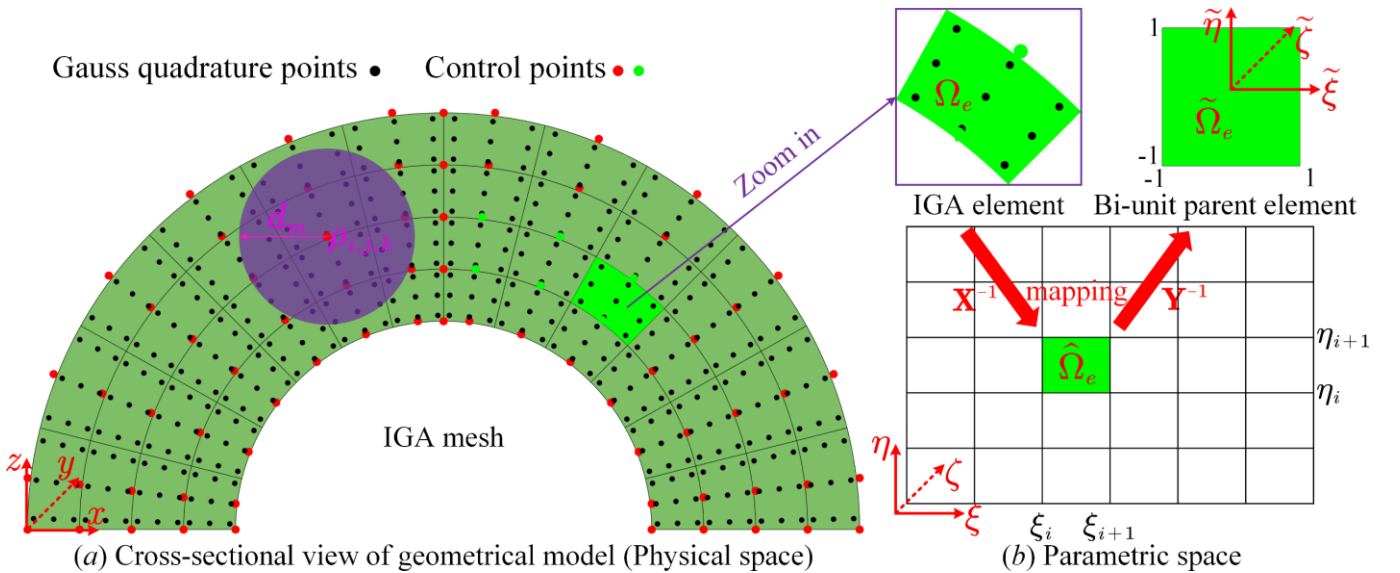 Gauss quadrature points Control points
Zoom in
Ω_e
IGA element
1
-1
-1
1
η̃
ζ̃
ξ̃
Ω̃_e
Bi-unit parent element
d_m
IGA mesh
z
y
x
(a) Cross-sectional view of geometrical model (Physical space)
X⁻¹ mapping Y⁻¹
Ω̂_e
η_{i+1}
η_i
η
ζ
ξ
ξ_i ξ_{i+1}
(b) Parametric space